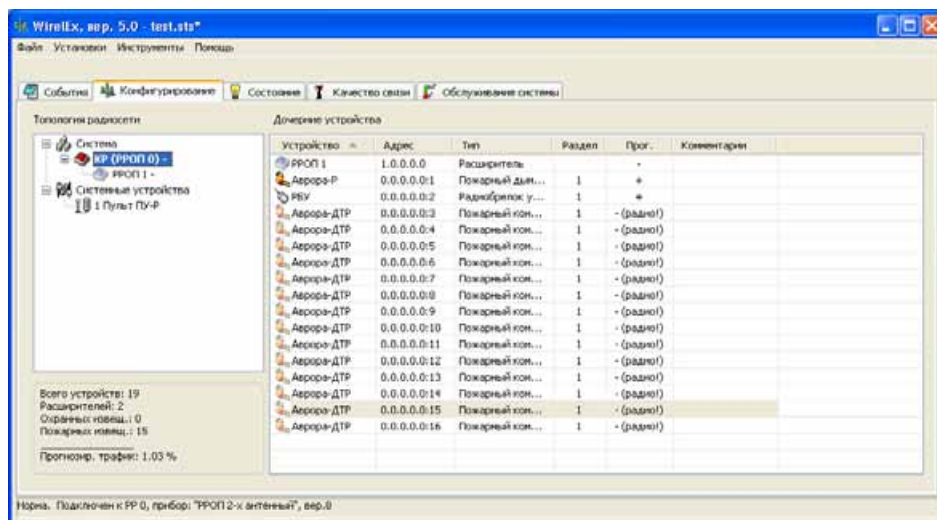 WirelEx, вер. 5.0 - test.sts*
Файл Установки Инструменты Помощь
События Конфигурирование Состояние Качество связи Обслуживание системы
Топология радиосети
Система
КР (РРОП 0) -
РРОП 1 -
Системные устройства
1 Пульт ПУ-Р
Всего устройств: 19
Расширителей: 2
Охранных извещ.: 0
Пожарных извещ.: 15
Прогнозир. трафик: 1.03 %
Дочерние устройства
Устройство Адрес Тип Раздел Прог. Комментарии
РРОП 1 1.0.0.0.0 Расширитель -
Аврора-Р 0.0.0.0.0:1 Пожарный дым... 1 +
РБУ 0.0.0.0.0:2 Радиобрелок у... 1 +
Аврора-ДТР 0.0.0.0.0:3 Пожарный ком... 1 - (радио!)
Аврора-ДТР 0.0.0.0.0:4 Пожарный ком... 1 - (радио!)
Аврора-ДТР 0.0.0.0.0:5 Пожарный ком... 1 - (радио!)
Аврора-ДТР 0.0.0.0.0:6 Пожарный ком... 1 - (радио!)
Аврора-ДТР 0.0.0.0.0:7 Пожарный ком... 1 - (радио!)
Аврора-ДТР 0.0.0.0.0:8 Пожарный ком... 1 - (радио!)
Аврора-ДТР 0.0.0.0.0:9 Пожарный ком... 1 - (радио!)
Аврора-ДТР 0.0.0.0.0:10 Пожарный ком... 1 - (радио!)
Аврора-ДТР 0.0.0.0.0:11 Пожарный ком... 1 - (радио!)
Аврора-ДТР 0.0.0.0.0:12 Пожарный ком... 1 - (радио!)
Аврора-ДТР 0.0.0.0.0:13 Пожарный ком... 1 - (радио!)
Аврора-ДТР 0.0.0.0.0:14 Пожарный ком... 1 - (радио!)
Аврора-ДТР 0.0.0.0.0:15 Пожарный ком... 1 - (радио!)
Аврора-ДТР 0.0.0.0.0:16 Пожарный ком... 1 - (радио!)
Норма. Подключен к РР 0, прибор: "РРОП 2-х антенный", вер.8